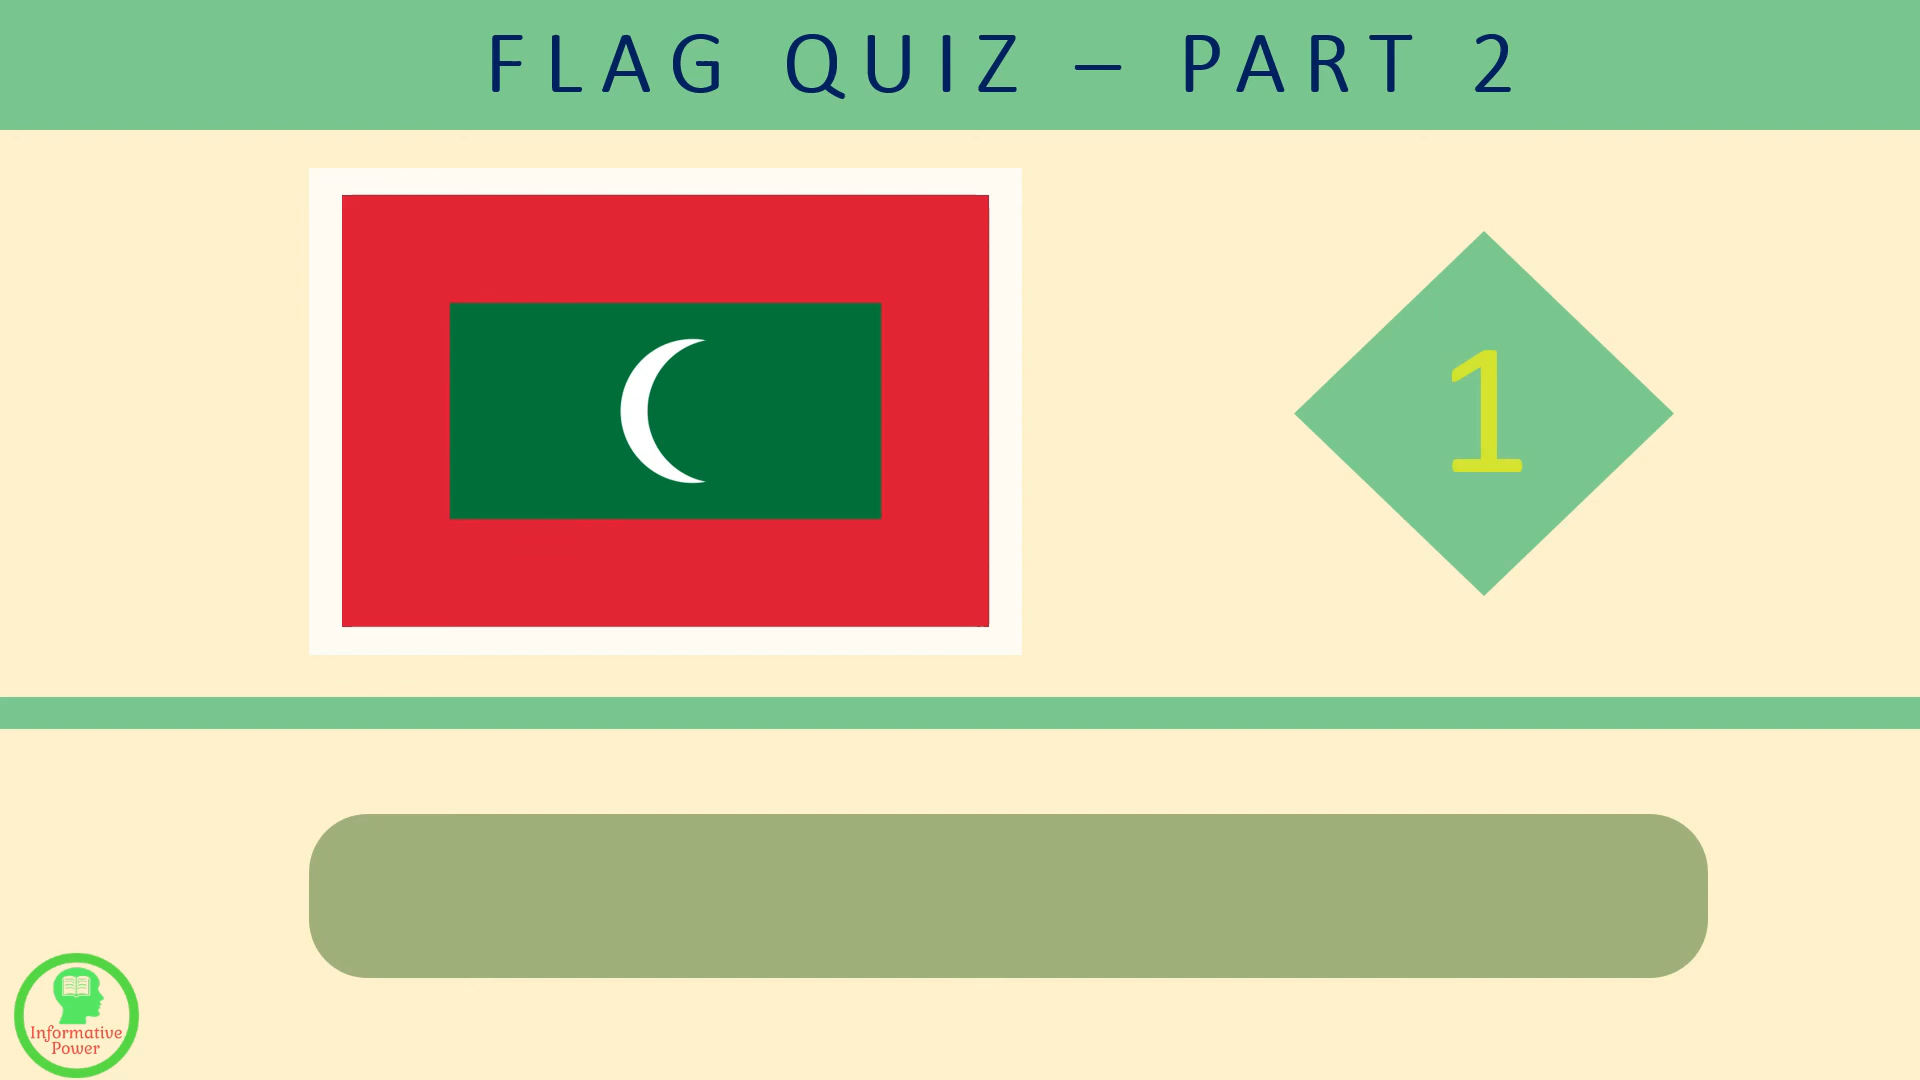 FLAG QUIZ – PART 2
1
Informative
Power